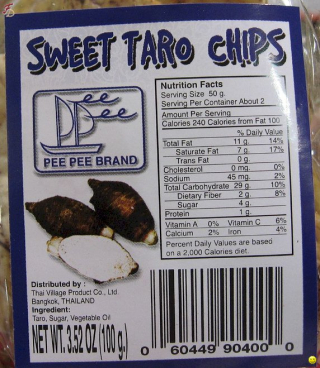 SWEET TARO CHIPS
Pee Pee
PEE PEE BRAND
Nutrition Facts
Serving Size 50 g.
Serving Per Container About 2
Amount Per Serving
Calories 240 Calories from Fat 100
% Daily Value
Total Fat 11 g. 14%
Saturate Fat 7 g. 17%
Trans Fat 0 g.
Cholesterol 0 mg. 0%
Sodium 45 mg. 2%
Total Carbohydrate 29 g. 10%
Dietary Fiber 2 g. 8%
Sugar 4 g.
Protein 1 g.
Vitamin A 0% Vitamin C 6%
Calcium 2% Iron 4%
Percent Daily Values are based
on a 2,000 Calories diet.
Distributed by :
Thai Village Product Co., Ltd.
Bangkok, THAILAND
Ingredient:
Taro, Sugar, Vegetable Oil
NET WT. 3.52 OZ (100 g.)
0 60449 90400 0